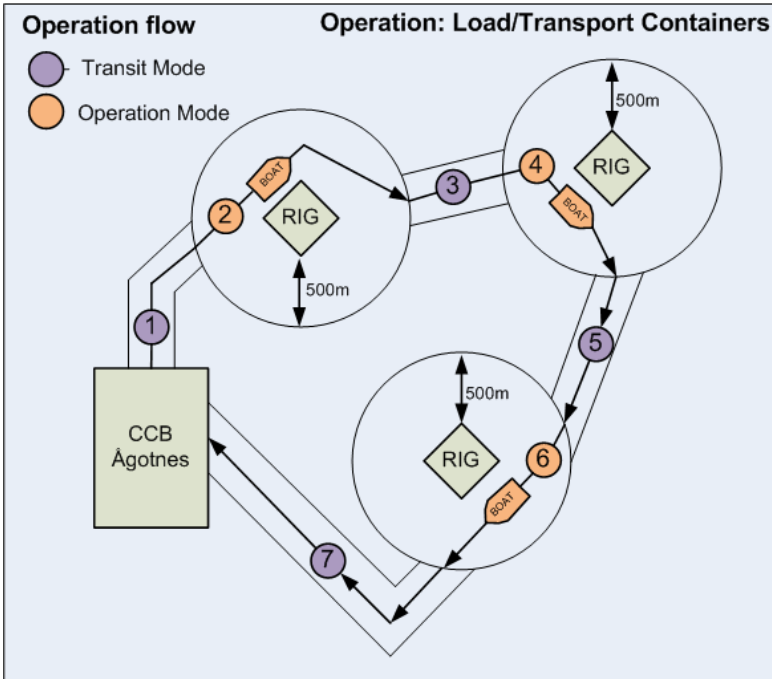 Operation flow
Operation: Load/Transport Containers
Transit Mode
Operation Mode
500m
4
RIG
BOAT
3
BOAT
2
RIG
500m
1
5
500m
CCB
Ågotnes
RIG
6
BOAT
7